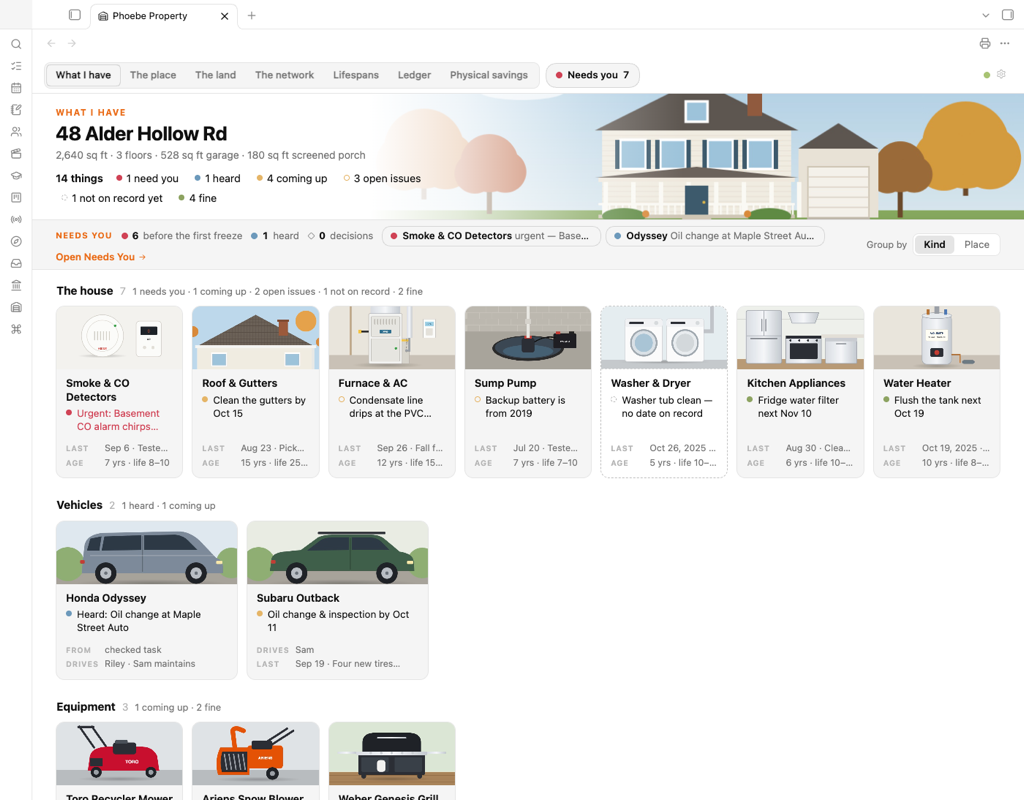 Phoebe Property
What I have
The place
The land
The network
Lifespans
Ledger
Physical savings
Needs you 7
WHAT I HAVE
48 Alder Hollow Rd
2,640 sq ft · 3 floors · 528 sq ft garage · 180 sq ft screened porch
14 things 1 need you 1 heard 4 coming up 3 open issues
1 not on record yet 4 fine
NEEDS YOU 6 before the first freeze 1 heard 0 decisions Smoke & CO Detectors urgent — Base... Odyssey Oil change at Maple Street Au...
Open Needs You →
Group by Kind Place
The house 7 1 needs you · 1 coming up · 2 open issues · 1 not on record · 2 fine
Smoke & CO
Detectors
Urgent: Basement
CO alarm chirps...
LAST Sep 6 · Teste...
AGE 7 yrs · life 8–10
Roof & Gutters
Clean the gutters by
Oct 15
LAST Aug 23 · Pick...
AGE 15 yrs · life 25...
Furnace & AC
Condensate line
drips at the PVC...
LAST Sep 26 · Fall f...
AGE 12 yrs · life 15...
Sump Pump
Backup battery is
from 2019
LAST Jul 20 · Teste...
AGE 7 yrs · life 7–10
Washer & Dryer
Washer tub clean —
no date on record
LAST Oct 26, 2025 ...
AGE 5 yrs · life 10–...
Kitchen Appliances
Fridge water filter
next Nov 10
LAST Aug 30 · Clea...
AGE 6 yrs · life 10–...
Water Heater
Flush the tank next
Oct 19
LAST Oct 19, 2025 ·...
AGE 10 yrs · life 8–...
Vehicles 2 1 heard · 1 coming up
Honda Odyssey
Heard: Oil change at Maple
Street Auto
FROM checked task
DRIVES Riley · Sam maintains
Subaru Outback
Oil change & inspection by Oct
11
DRIVES Sam
LAST Sep 19 · Four new tires...
Equipment 3 1 coming up · 2 fine
TORO
ARIENS
Toro Recycler Mower
Ariens Snow Blower
Weber Genesis Grill